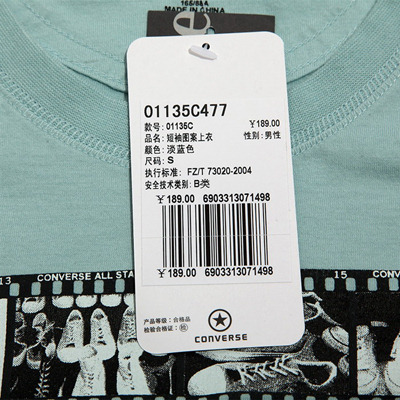 165/88A
MADE IN CHINA
e
01135C477
款号: 01135C ￥189.00
品名: 短袖图案上衣 性别: 男性
颜色: 淡蓝色
尺码: S
执行标准: FZ/T 73020-2004
安全技术类别: B类
￥189.00 6903313071498
￥189.00 6903313071498
13 CONVERSE ALL STA 15
产品等级: 合格品
检验合格证: 检
CONVERSE